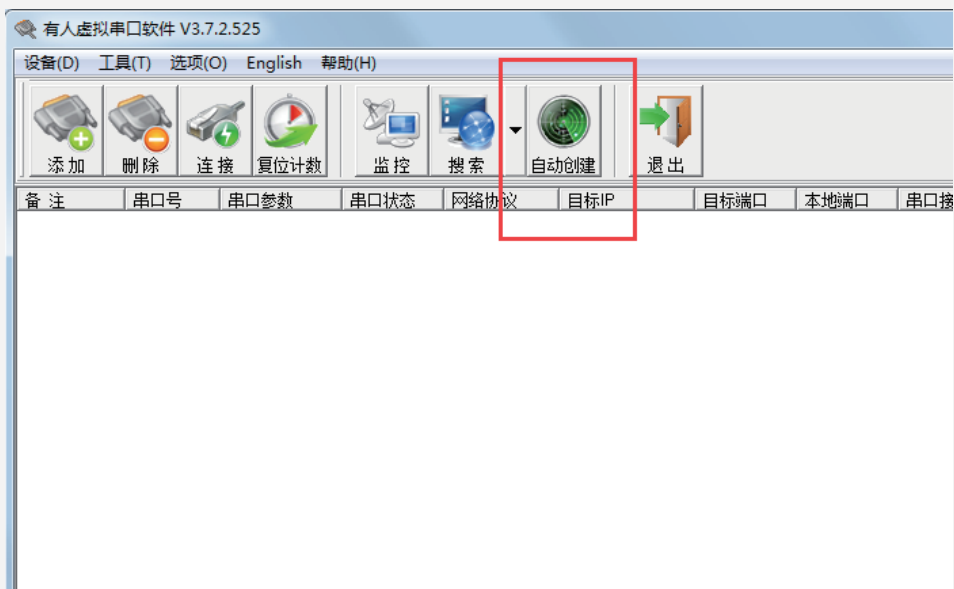 有人虚拟串口软件 V3.7.2.525
设备(D) 工具(T) 选项(O) English 帮助(H)
添加 删除 连接 复位计数 监控 搜索 自动创建 退出
备注 串口号 串口参数 串口状态 网络协议 目标IP 目标端口 本地端口 串口接